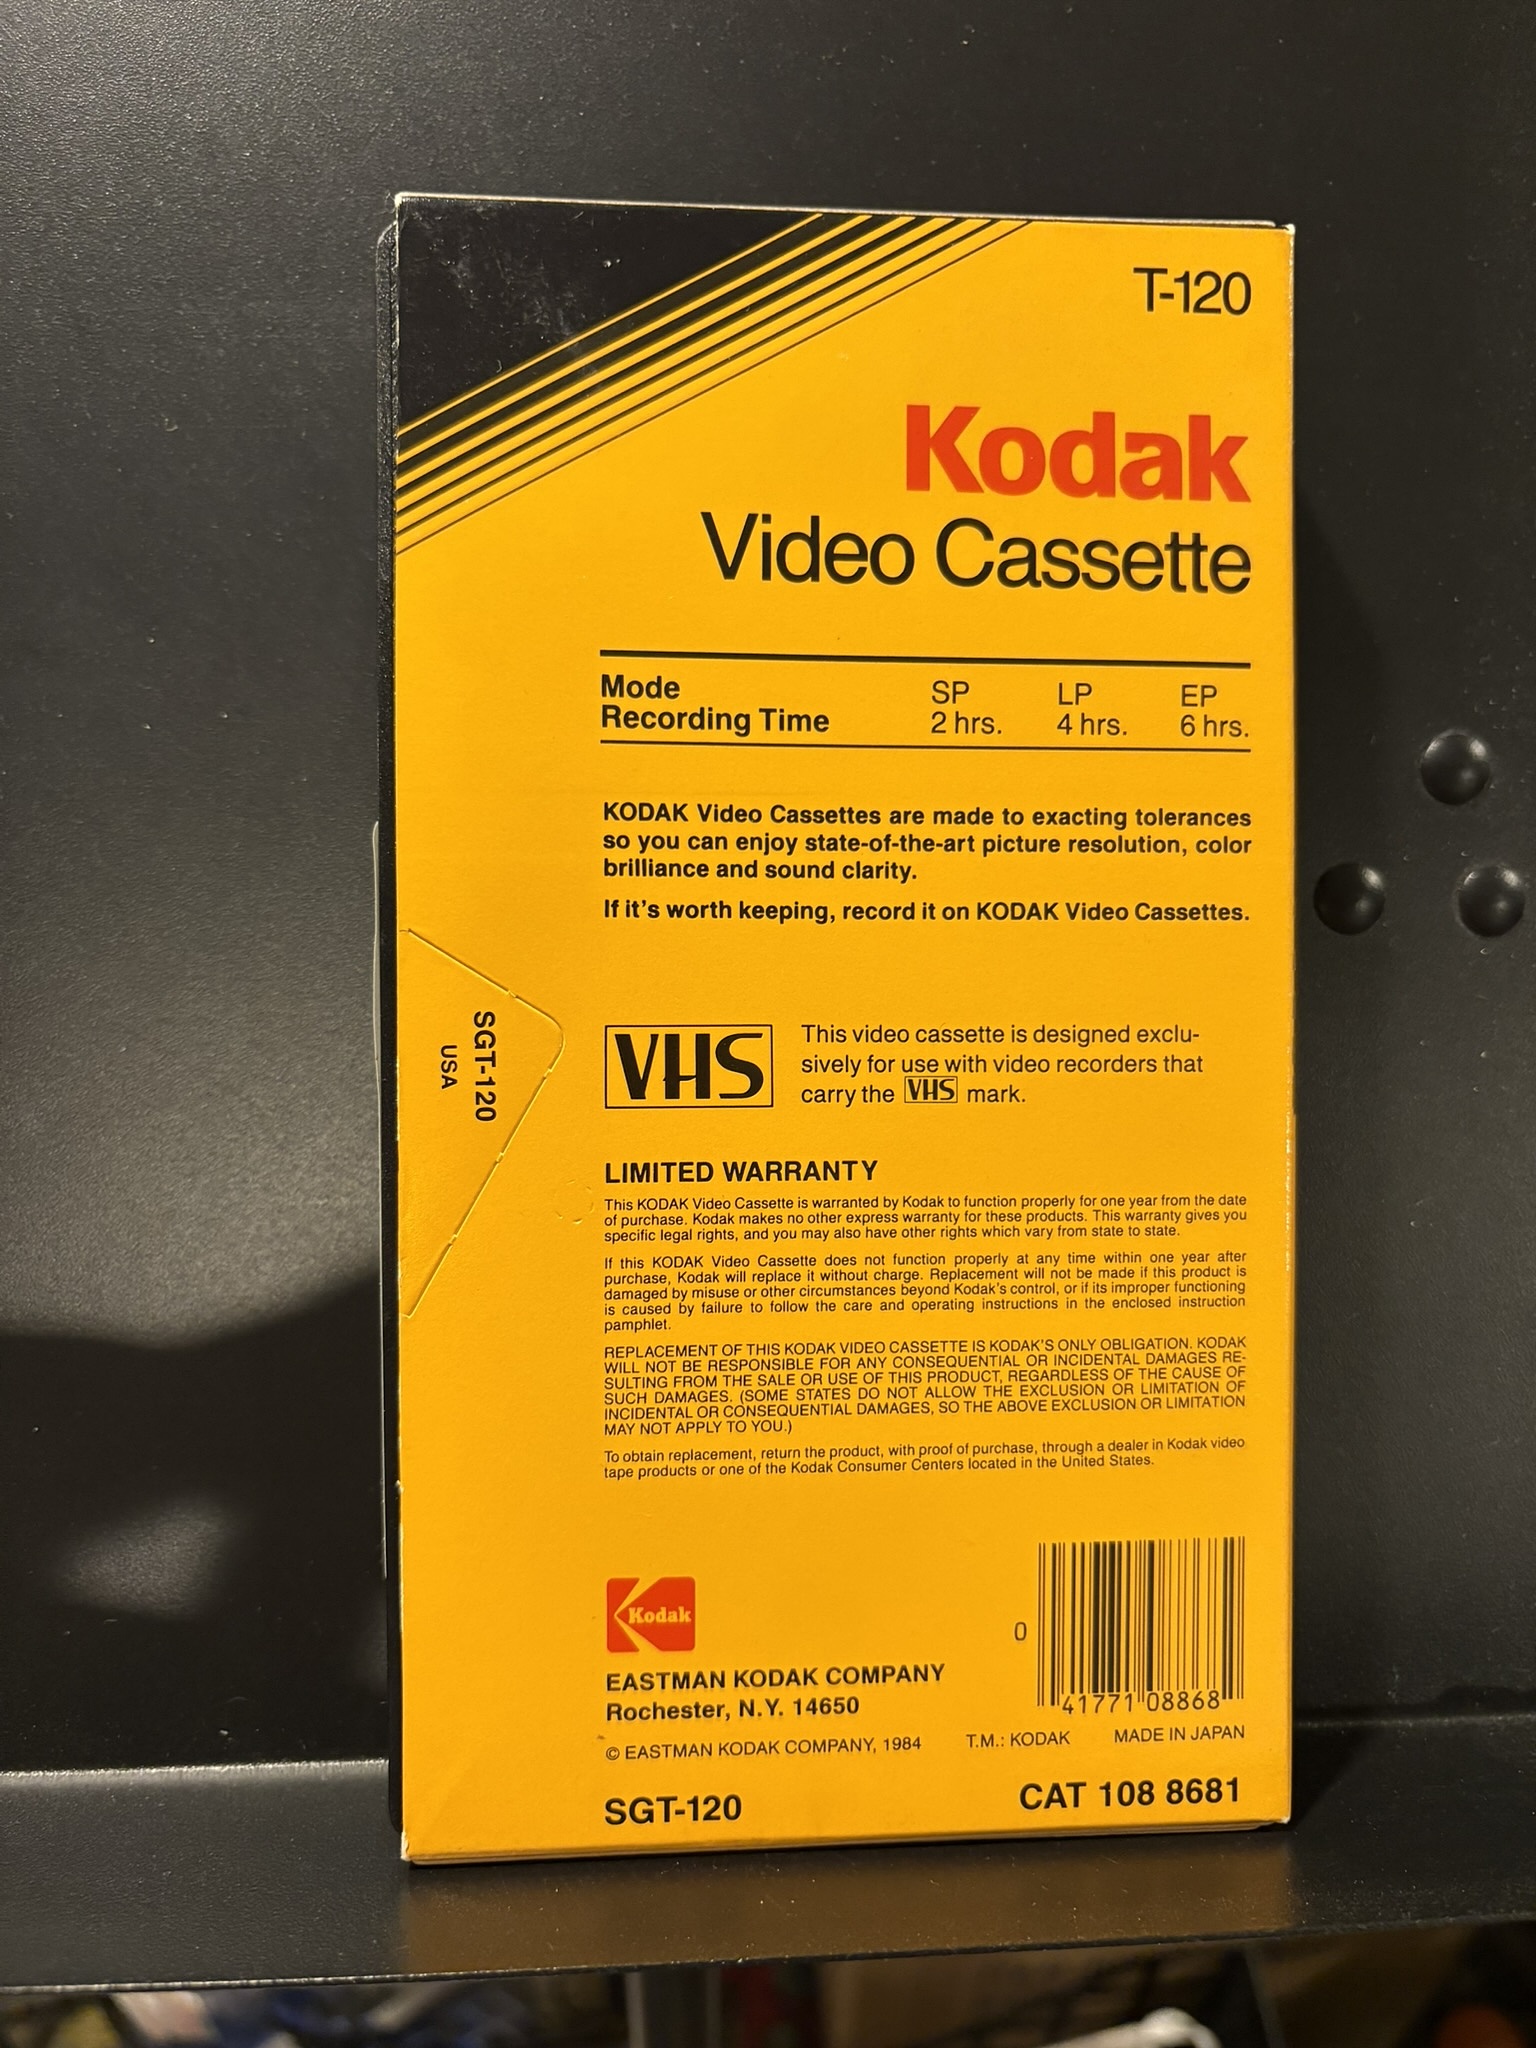 T-120
Kodak
Video Cassette
Mode SP LP EP
Recording Time 2 hrs. 4 hrs. 6 hrs.
KODAK Video Cassettes are made to exacting tolerances
so you can enjoy state-of-the-art picture resolution, color
brilliance and sound clarity.
If it's worth keeping, record it on KODAK Video Cassettes.
SGT-120
USA
VHS
This video cassette is designed exclu-
sively for use with video recorders that
carry the VHS mark.
LIMITED WARRANTY
This KODAK Video Cassette is warranted by Kodak to function properly for one year from the date
of purchase. Kodak makes no other express warranty for these products. This warranty gives you
specific legal rights, and you may also have other rights which vary from state to state.
If this KODAK Video Cassette does not function properly at any time within one year after
purchase, Kodak will replace it without charge. Replacement will not be made if this product is
damaged by misuse or other circumstances beyond Kodak's control, or if its improper functioning
is caused by failure to follow the care and operating instructions in the enclosed instruction
pamphlet.
REPLACEMENT OF THIS KODAK VIDEO CASSETTE IS KODAK'S ONLY OBLIGATION. KODAK
WILL NOT BE RESPONSIBLE FOR ANY CONSEQUENTIAL OR INCIDENTAL DAMAGES RE-
SULTING FROM THE SALE OR USE OF THIS PRODUCT, REGARDLESS OF THE CAUSE OF
SUCH DAMAGES. (SOME STATES DO NOT ALLOW THE EXCLUSION OR LIMITATION OF
INCIDENTAL OR CONSEQUENTIAL DAMAGES, SO THE ABOVE EXCLUSION OR LIMITATION
MAY NOT APPLY TO YOU.)
To obtain replacement, return the product, with proof of purchase, through a dealer in Kodak video
tape products or one of the Kodak Consumer Centers located in the United States.
Kodak
EASTMAN KODAK COMPANY
Rochester, N.Y. 14650
0 41771 08868
© EASTMAN KODAK COMPANY, 1984 T.M.: KODAK MADE IN JAPAN
SGT-120 CAT 108 8681